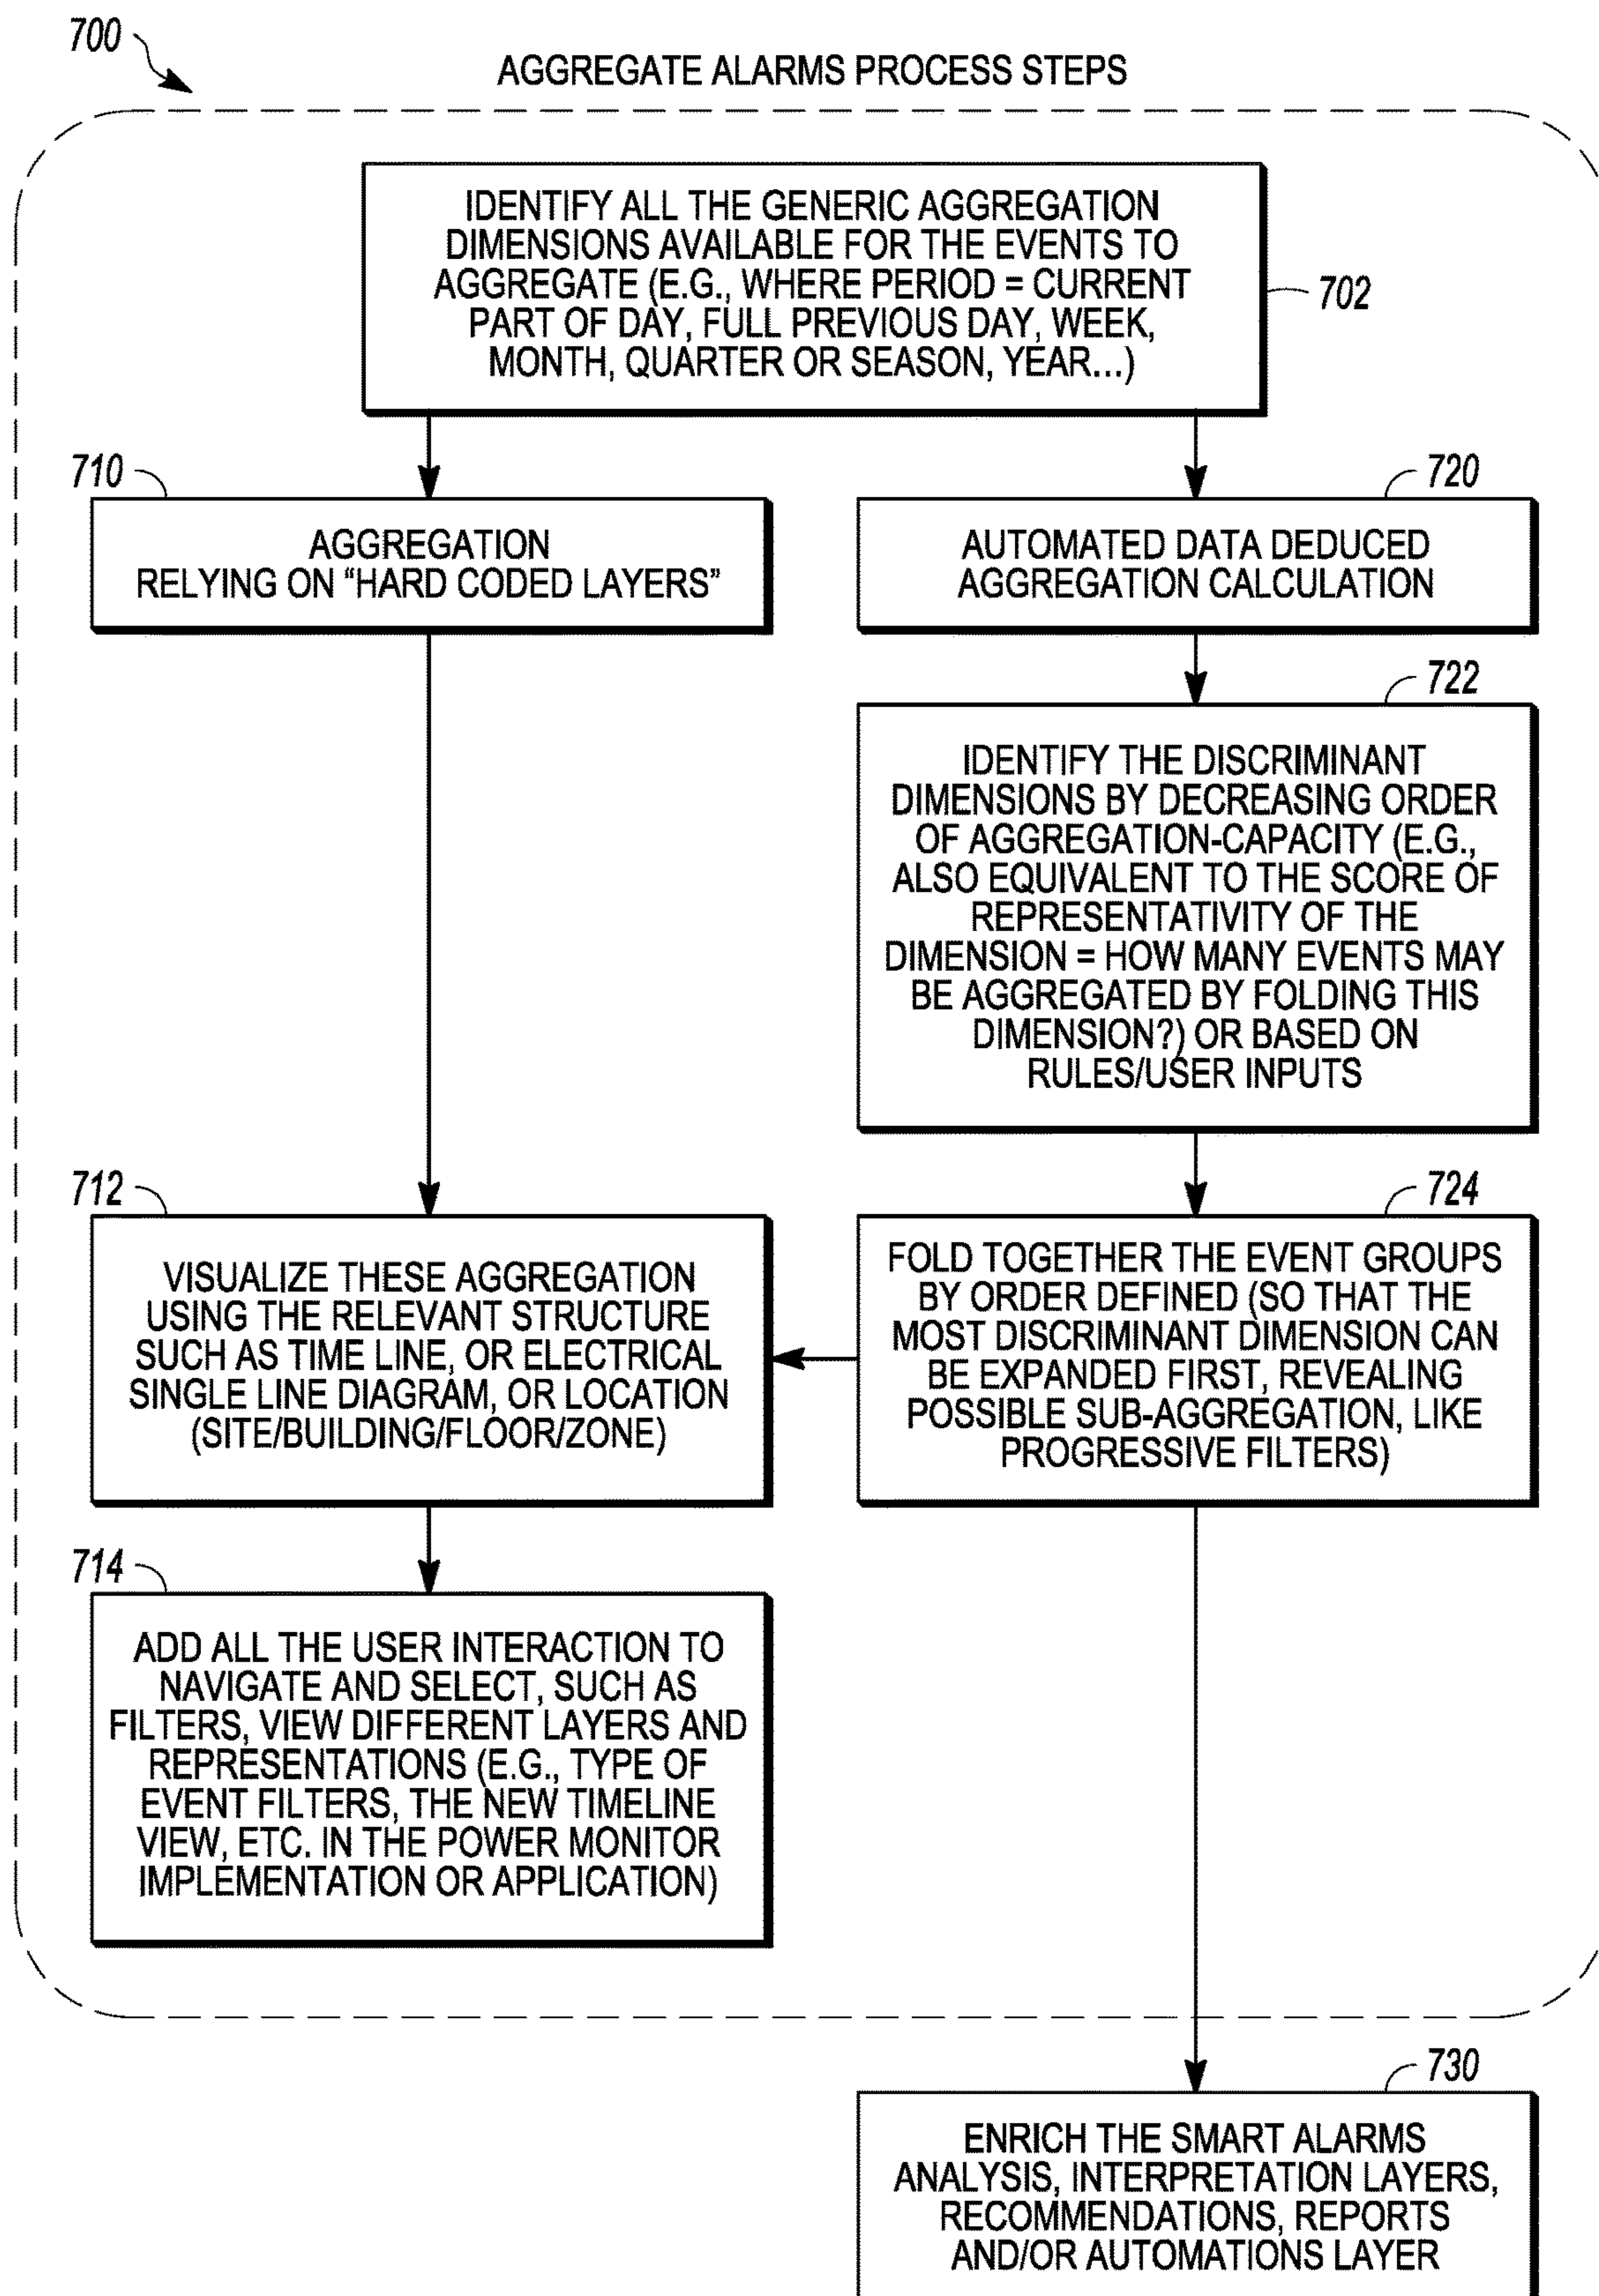 700
AGGREGATE ALARMS PROCESS STEPS
IDENTIFY ALL THE GENERIC AGGREGATION
DIMENSIONS AVAILABLE FOR THE EVENTS TO
AGGREGATE (E.G., WHERE PERIOD = CURRENT
PART OF DAY, FULL PREVIOUS DAY, WEEK,
MONTH, QUARTER OR SEASON, YEAR...)
702
710
AGGREGATION
RELYING ON “HARD CODED LAYERS”
720
AUTOMATED DATA DEDUCED
AGGREGATION CALCULATION
722
IDENTIFY THE DISCRIMINANT
DIMENSIONS BY DECREASING ORDER
OF AGGREGATION-CAPACITY (E.G.,
ALSO EQUIVALENT TO THE SCORE OF
REPRESENTATIVITY OF THE
DIMENSION = HOW MANY EVENTS MAY
BE AGGREGATED BY FOLDING THIS
DIMENSION?) OR BASED ON
RULES/USER INPUTS
712
VISUALIZE THESE AGGREGATION
USING THE RELEVANT STRUCTURE
SUCH AS TIME LINE, OR ELECTRICAL
SINGLE LINE DIAGRAM, OR LOCATION
(SITE/BUILDING/FLOOR/ZONE)
724
FOLD TOGETHER THE EVENT GROUPS
BY ORDER DEFINED (SO THAT THE
MOST DISCRIMINANT DIMENSION CAN
BE EXPANDED FIRST, REVEALING
POSSIBLE SUB-AGGREGATION, LIKE
PROGRESSIVE FILTERS)
714
ADD ALL THE USER INTERACTION TO
NAVIGATE AND SELECT, SUCH AS
FILTERS, VIEW DIFFERENT LAYERS AND
REPRESENTATIONS (E.G., TYPE OF
EVENT FILTERS, THE NEW TIMELINE
VIEW, ETC. IN THE POWER MONITOR
IMPLEMENTATION OR APPLICATION)
730
ENRICH THE SMART ALARMS
ANALYSIS, INTERPRETATION LAYERS,
RECOMMENDATIONS, REPORTS
AND/OR AUTOMATIONS LAYER